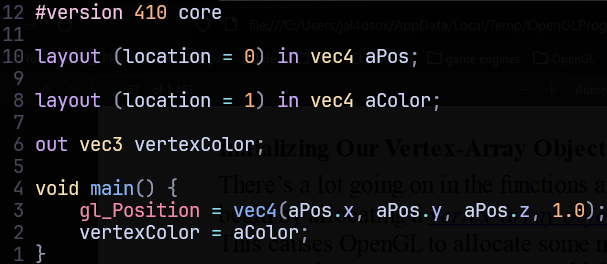 file:///C:/Users/jal4dsox/AppData/Local/Temp/OpenGLProg
game engines OpenGL
12 #version 410 core
11
10 layout (location = 0) in vec4 aPos;
9
8 layout (location = 1) in vec4 aColor;
7
6 out vec3 vertexColor;
5
4 void main() {
3 gl_Position = vec4(aPos.x, aPos.y, aPos.z, 1.0);
2 vertexColor = aColor;
1 }
Initializing Our Vertex-Array Object
There's a lot going on in the functions a
This causes OpenGL to allocate some m